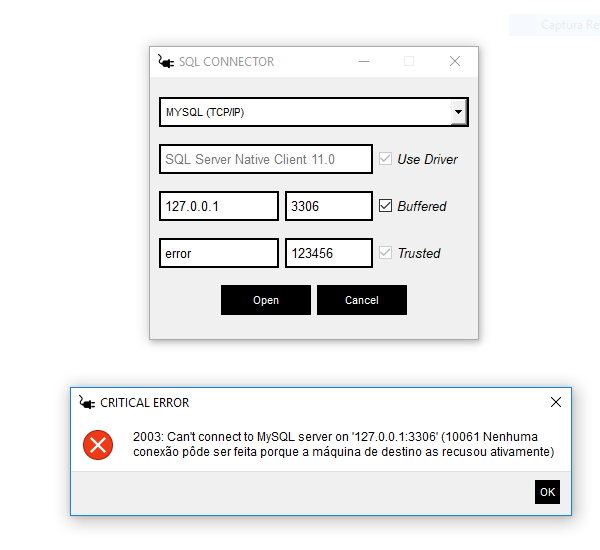 Captura Re
SQL CONNECTOR
MYSQL (TCP/IP)
SQL Server Native Client 11.0
Use Driver
127.0.0.1
3306
Buffered
error
123456
Trusted
Open
Cancel
CRITICAL ERROR
2003: Can't connect to MySQL server on '127.0.0.1:3306' (10061 Nenhuma
conexão pôde ser feita porque a máquina de destino as recusou ativamente)
OK